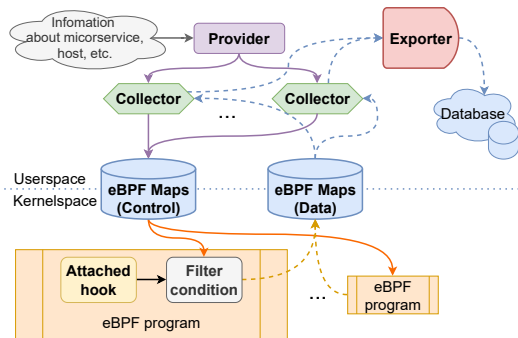 Infomation
about micorservice,
host, etc.
Provider
Exporter
Collector
...
Collector
Database
Userspace
Kernelspace
eBPF Maps
(Control)
eBPF Maps
(Data)
Attached
hook
Filter
condition
eBPF program
...
eBPF
program